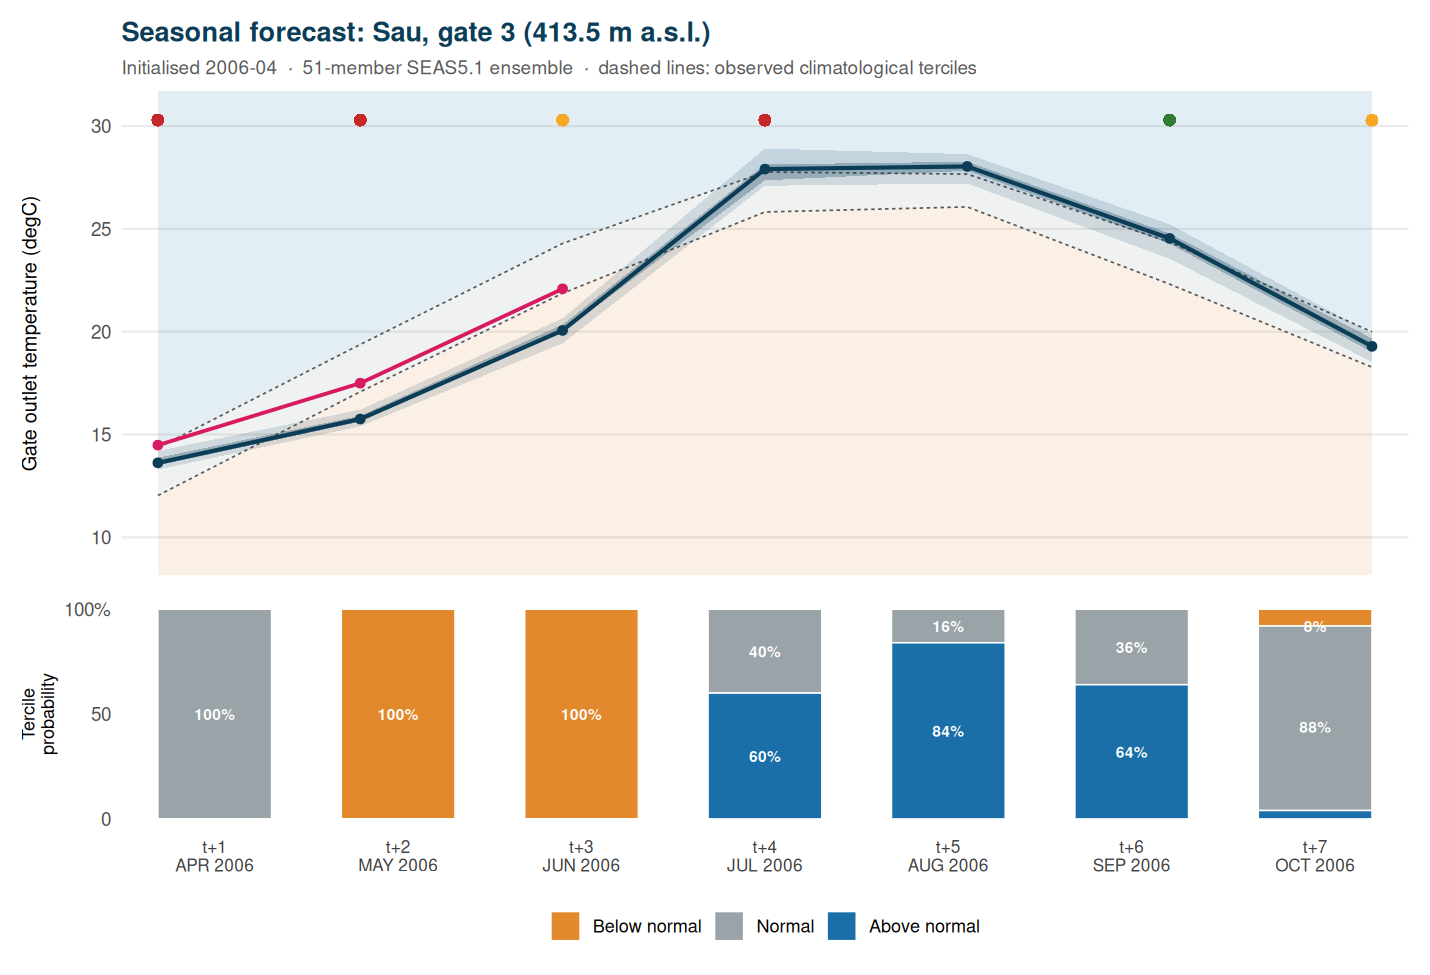 Seasonal forecast: Sau, gate 3 (413.5 m a.s.l.)
Initialised 2006-04 · 51-member SEAS5.1 ensemble · dashed lines: observed climatological terciles
Gate outlet temperature (degC)
30
25
20
15
10
Tercile
probability
100%
50
0
100%
100%
100%
40%
60%
16%
84%
36%
64%
8%
88%
t+1
APR 2006
t+2
MAY 2006
t+3
JUN 2006
t+4
JUL 2006
t+5
AUG 2006
t+6
SEP 2006
t+7
OCT 2006
Below normal
Normal
Above normal